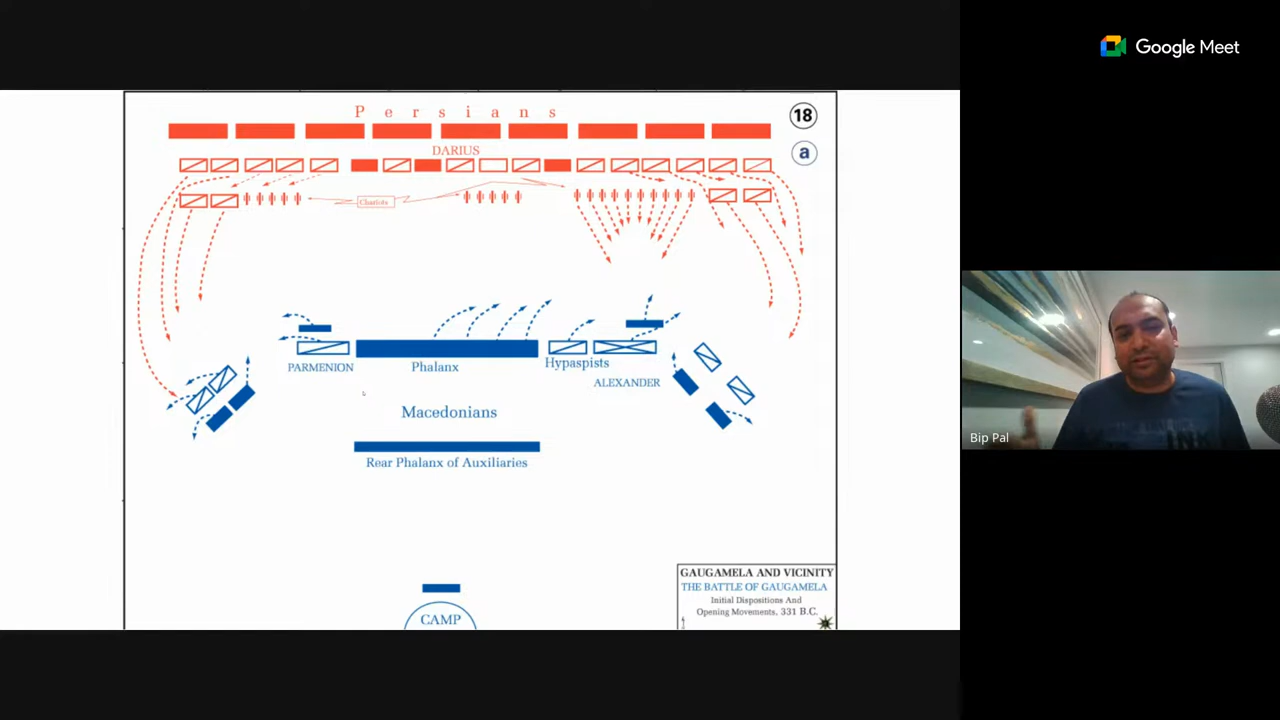 Google Meet
Persians
18
DARIUS
a
Chariots
PARMENION
Phalanx
Hypaspists
ALEXANDER
Macedonians
Rear Phalanx of Auxiliaries
Bip Pal
GAUGAMELA AND VICINITY
THE BATTLE OF GAUGAMELA
Initial Dispositions And
Opening Movements, 331 B.C.
CAMP